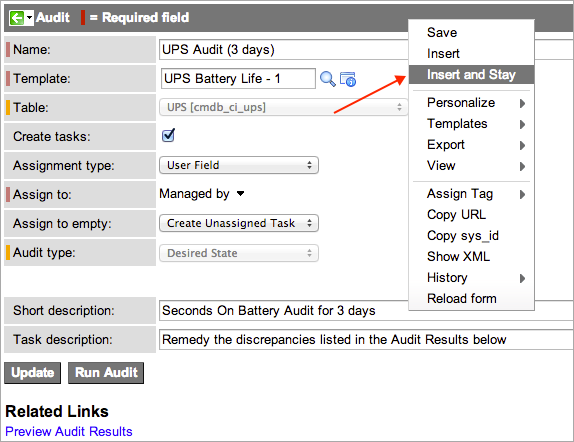 Audit = Required field
Name: UPS Audit (3 days)
Template: UPS Battery Life - 1
Table: UPS [cmdb_ci_ups]
Create tasks:
Assignment type: User Field
Assign to: Managed by
Assign to empty: Create Unassigned Task
Audit type: Desired State
Short description: Seconds On Battery Audit for 3 days
Task description: Remedy the discrepancies listed in the Audit Results below
Update Run Audit
Related Links
Preview Audit Results
Save
Insert
Insert and Stay
Personalize
Templates
Export
View
Assign Tag
Copy URL
Copy sys_id
Show XML
History
Reload form